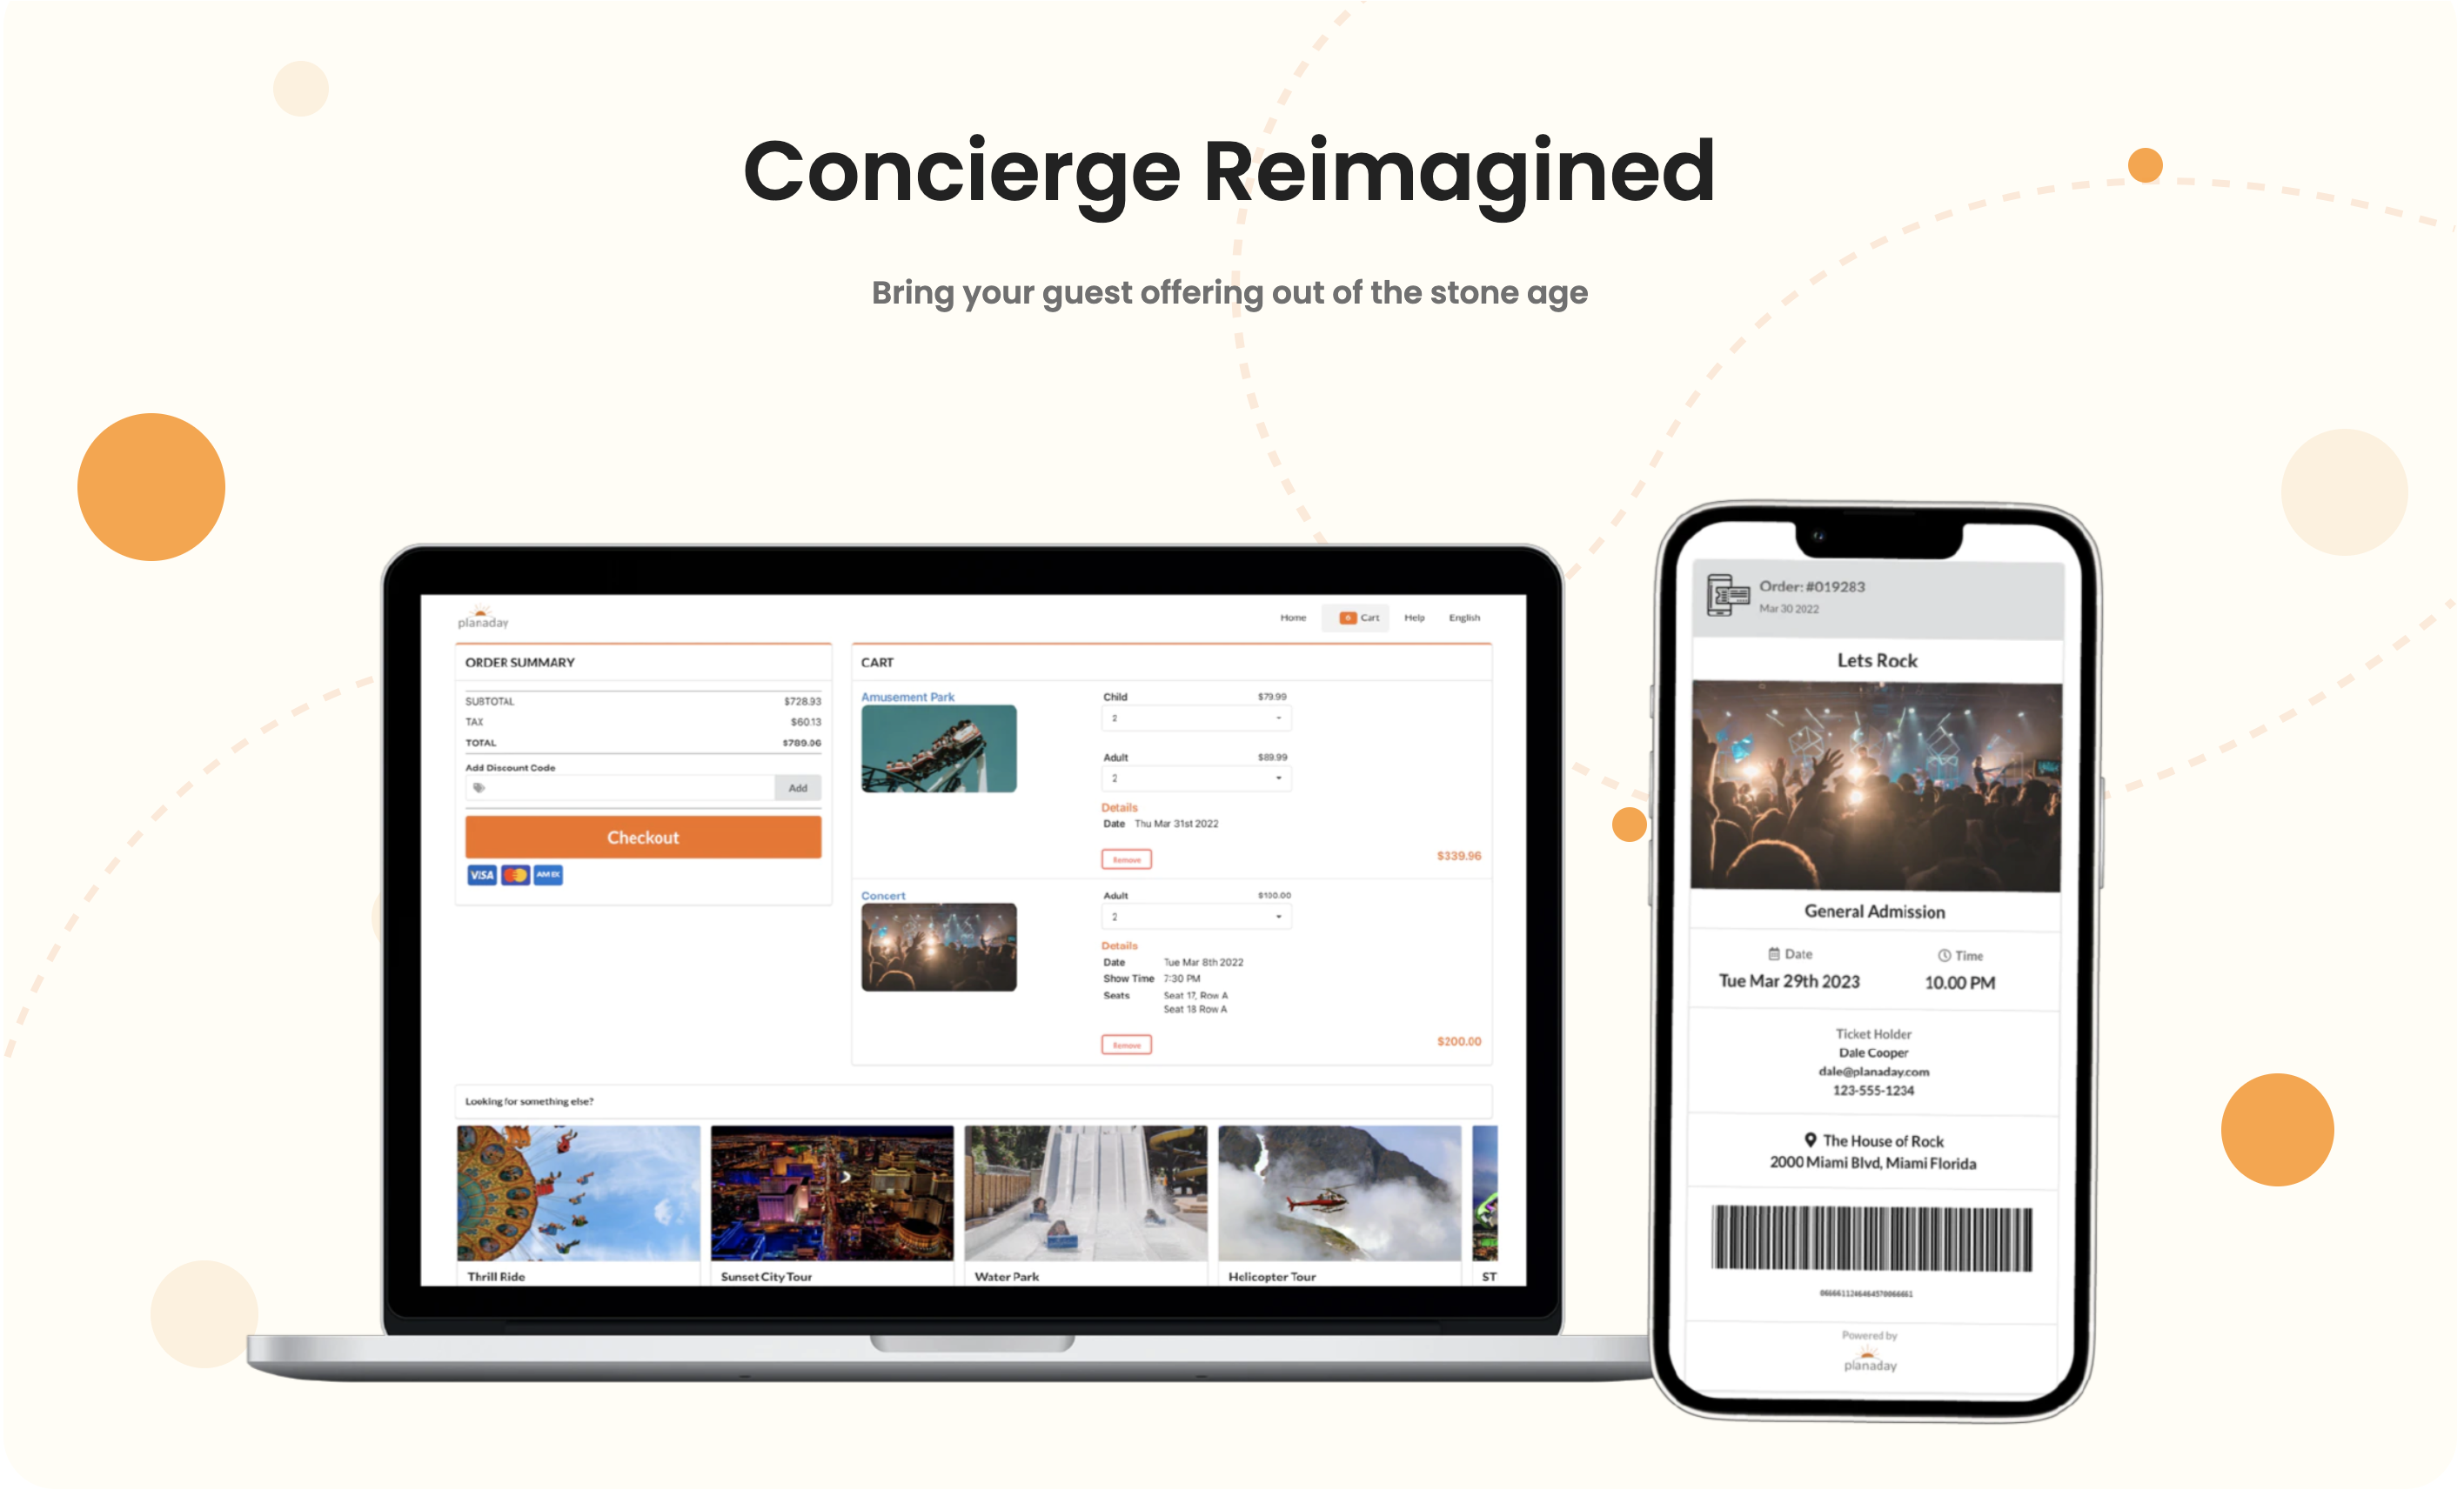 Concierge Reimagined
Bring your guest offering out of the stone age
planaday
Home
6 Cart
Help
English
ORDER SUMMARY
SUBTOTAL $728.93
TAX $60.13
TOTAL $789.06
Add Discount Code
Add
Checkout
VISA
AMEX
CART
Amusement Park
Child $79.99
2
Adult $89.99
2
Details
Date Thu Mar 31st 2022
Remove
$339.96
Concert
Adult $100.00
2
Details
Date Tue Mar 8th 2022
Show Time 7:30 PM
Seats Seat 17, Row A
Seat 18 Row A
Remove
$200.00
Looking for something else?
Thrill Ride
Sunset City Tour
Water Park
Helicopter Tour
ST
Order: #019283
Mar 30 2022
Lets Rock
General Admission
Date
Time
Tue Mar 29th 2023
10.00 PM
Ticket Holder
Dale Cooper
dale@planaday.com
123-555-1234
The House of Rock
2000 Miami Blvd, Miami Florida
Powered by
planaday